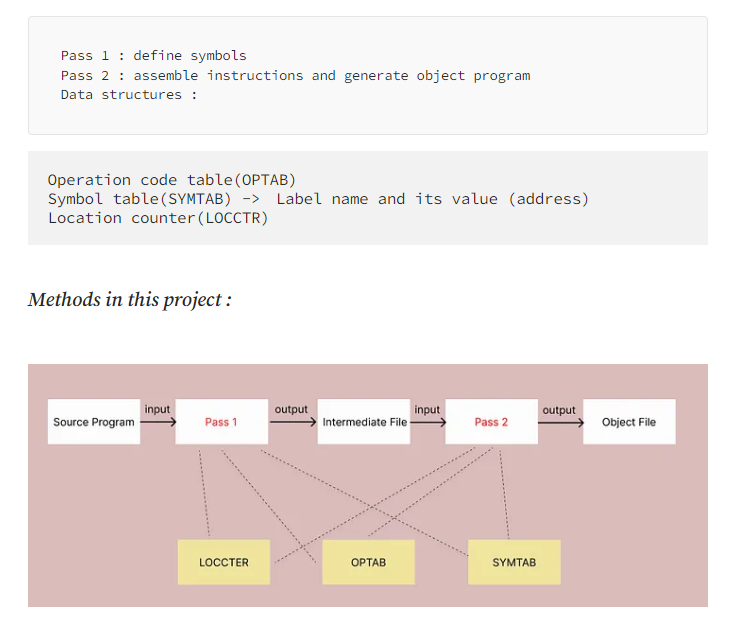 Pass 1 : define symbols
Pass 2 : assemble instructions and generate object program
Data structures :
Operation code table(OPTAB)
Symbol table(SYMTAB) -> Label name and its value (address)
Location counter(LOCCTR)
Methods in this project :
input
output
input
output
Source Program
Pass 1
Intermediate File
Pass 2
Object File
LOCCTER
OPTAB
SYMTAB